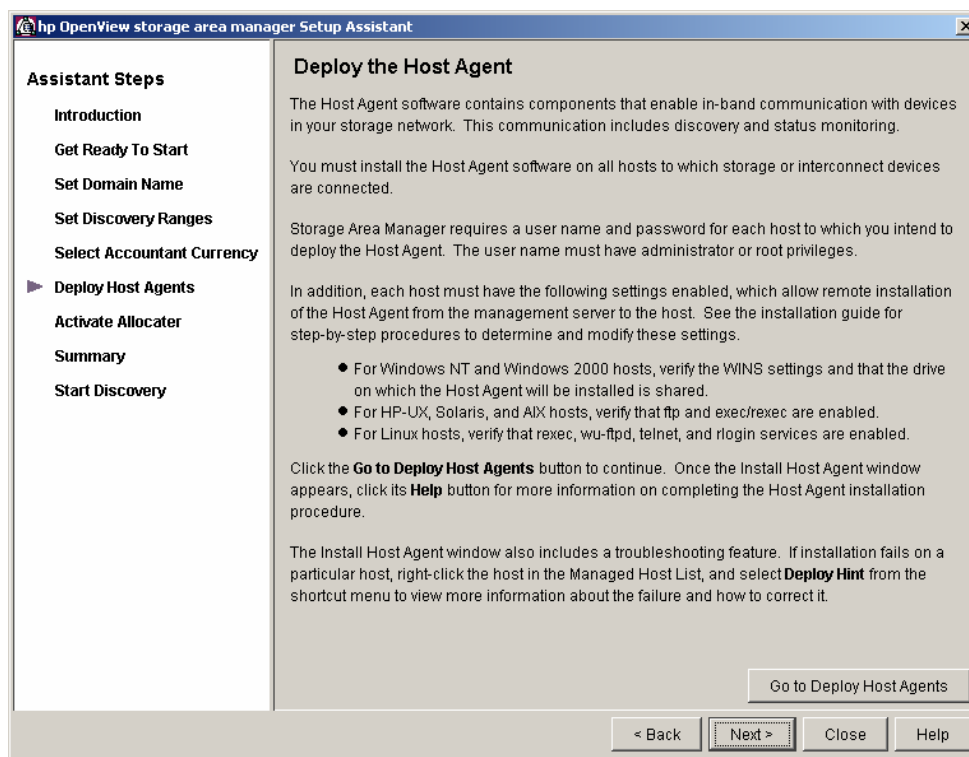 hp OpenView storage area manager Setup Assistant
Assistant Steps
Introduction
Get Ready To Start
Set Domain Name
Set Discovery Ranges
Select Accountant Currency
Deploy Host Agents
Activate Allocater
Summary
Start Discovery
Deploy the Host Agent
The Host Agent software contains components that enable in-band communication with devices
in your storage network. This communication includes discovery and status monitoring.
You must install the Host Agent software on all hosts to which storage or interconnect devices
are connected.
Storage Area Manager requires a user name and password for each host to which you intend to
deploy the Host Agent. The user name must have administrator or root privileges.
In addition, each host must have the following settings enabled, which allow remote installation
of the Host Agent from the management server to the host. See the installation guide for
step-by-step procedures to determine and modify these settings.
● For Windows NT and Windows 2000 hosts, verify the WINS settings and that the drive
on which the Host Agent will be installed is shared.
● For HP-UX, Solaris, and AIX hosts, verify that ftp and exec/rexec are enabled.
● For Linux hosts, verify that rexec, wu-ftpd, telnet, and rlogin services are enabled.
Click the Go to Deploy Host Agents button to continue. Once the Install Host Agent window
appears, click its Help button for more information on completing the Host Agent installation
procedure.
The Install Host Agent window also includes a troubleshooting feature. If installation fails on a
particular host, right-click the host in the Managed Host List, and select Deploy Hint from the
shortcut menu to view more information about the failure and how to correct it.
Go to Deploy Host Agents
< Back
Next >
Close
Help